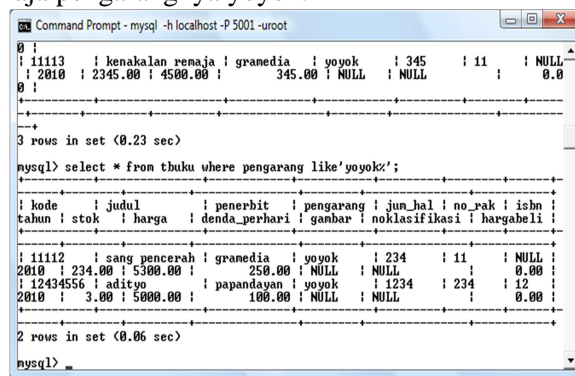 aja pengarangnya yoyok.
Command Prompt - mysql -h localhost -P 5001 -uroot
0 |
| 11113 | kenakalan remaja | gramedia | yoyok | 345 | 11 | NULL
| 2010 | 2345.00 | 4500.00 | 345.00 | NULL | NULL | 0.0
0 |
3 rows in set (0.23 sec)
mysql> select * from tbuku where pengarang like'yoyok%';
| kode | judul | penerbit | pengarang | jum_hal | no_rak | isbn |
tahun | stok | harga | denda_perhari | gambar | noklasifikasi | hargabeli |
| 11112 | sang pencerah | gramedia | yoyok | 234 | 11 | NULL |
2010 | 234.00 | 5300.00 | 250.00 | NULL | NULL | 0.00 |
| 12434556 | adityo | papandayan | yoyok | 1234 | 234 | 12 |
2010 | 3.00 | 5000.00 | 100.00 | NULL | NULL | 0.00 |
2 rows in set (0.06 sec)
mysql> _